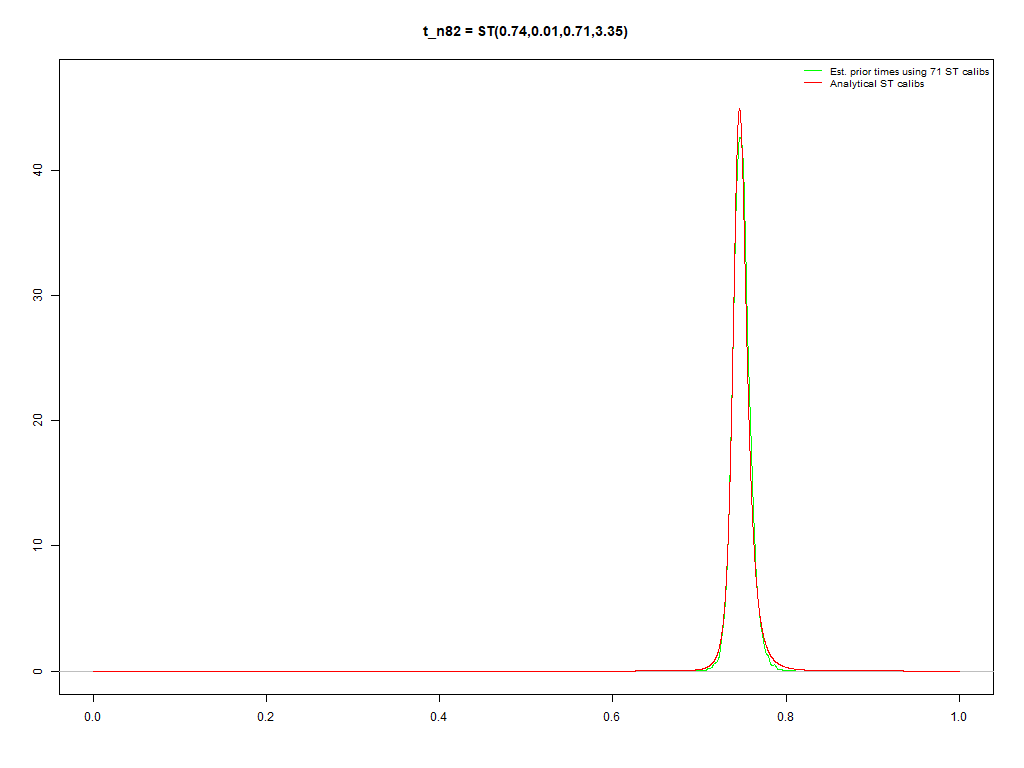 t_n82 = ST(0.74,0.01,0.71,3.35)
Est. prior times using 71 ST calibs
Analytical ST calibs
40
30
20
10
0
0.0 0.2 0.4 0.6 0.8 1.0